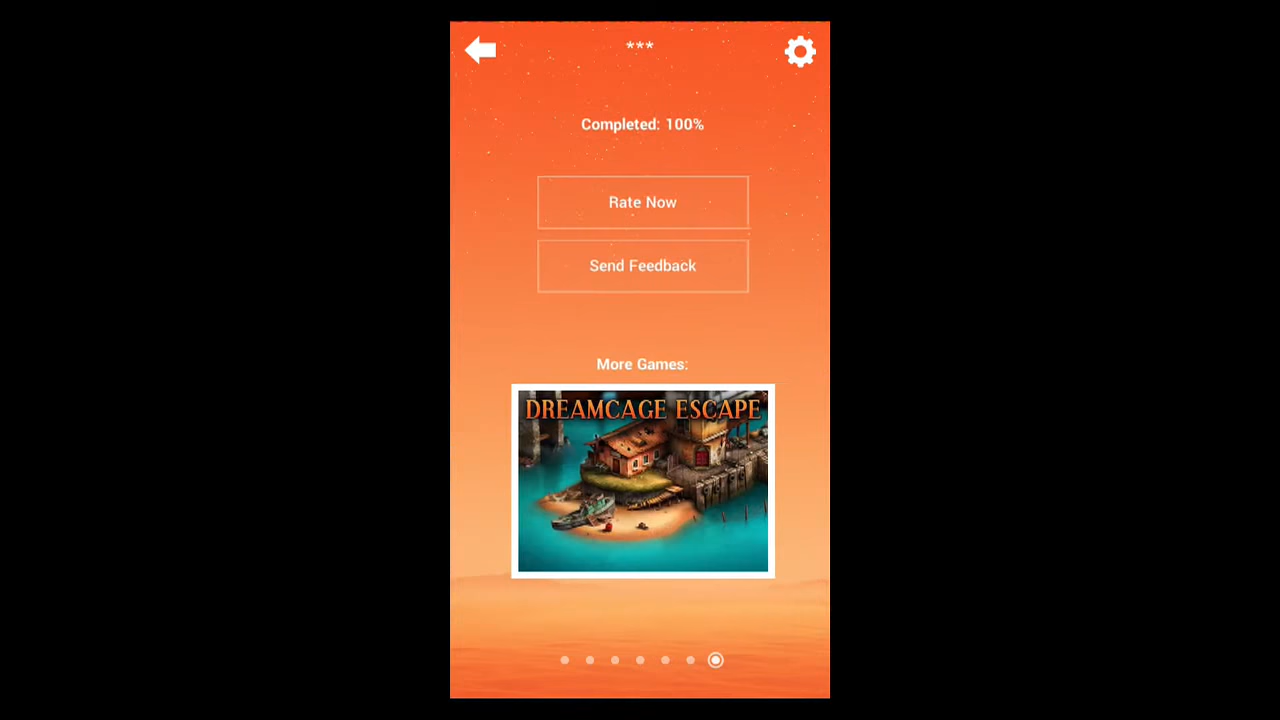 ***
Completed: 100%
Rate Now
Send Feedback
More Games:
DREAMCAGE ESCAPE